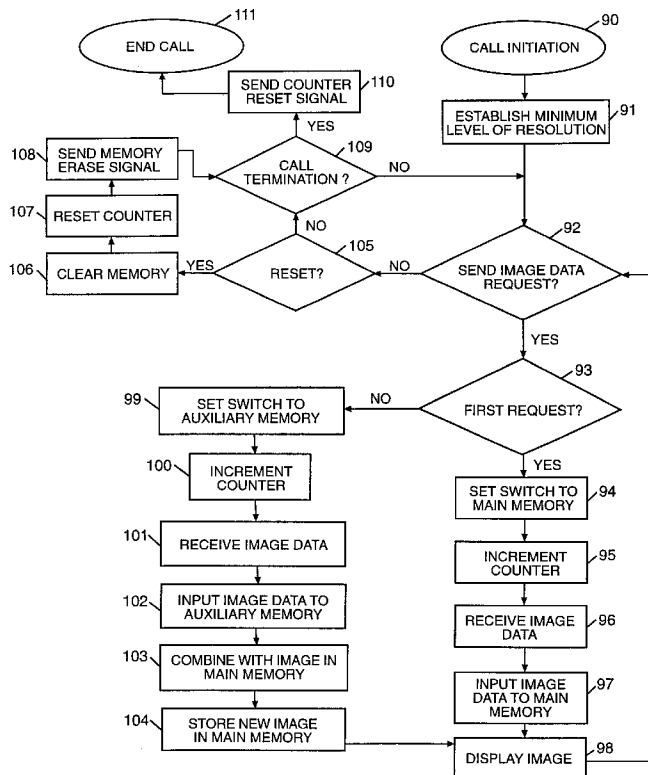 111
END CALL
90
CALL INITIATION
110
SEND COUNTER
RESET SIGNAL
91
ESTABLISH MINIMUM
LEVEL OF RESOLUTION
YES
108
SEND MEMORY
ERASE SIGNAL
109
CALL
TERMINATION ?
NO
107
RESET COUNTER
NO
92
106
CLEAR MEMORY
YES
105
RESET?
NO
SEND IMAGE DATA
REQUEST?
YES
93
99
SET SWITCH TO
AUXILIARY MEMORY
NO
FIRST REQUEST?
100
INCREMENT
COUNTER
YES
SET SWITCH TO
MAIN MEMORY
94
101
RECEIVE IMAGE DATA
INCREMENT
COUNTER
95
102
INPUT IMAGE DATA TO
AUXILIARY MEMORY
RECEIVE IMAGE
DATA
96
103
COMBINE WITH IMAGE IN
MAIN MEMORY
INPUT IMAGE
DATA TO MAIN
MEMORY
97
104
STORE NEW IMAGE
IN MAIN MEMORY
DISPLAY IMAGE
98